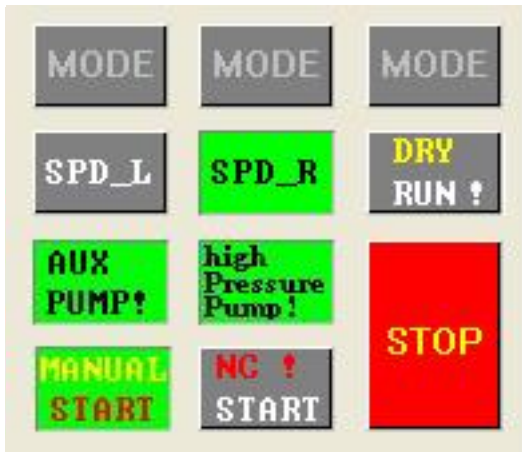 MODE MODE MODE
SPD_L SPD_R DRY
RUN !
AUX
PUMP!
high
Pressure
Pump!
STOP
MANUAL
START
NC !
START